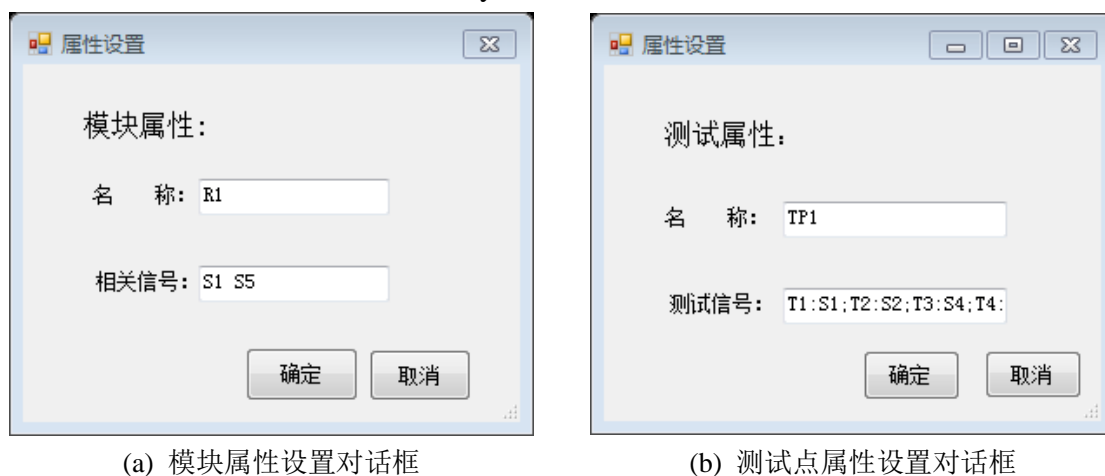 y
属性设置
模块属性:
名 称: R1
相关信号: S1 S5
确定 取消
(a) 模块属性设置对话框
属性设置
测试属性:
名 称: TP1
测试信号: T1:S1;T2:S2;T3:S4;T4:
确定 取消
(b) 测试点属性设置对话框